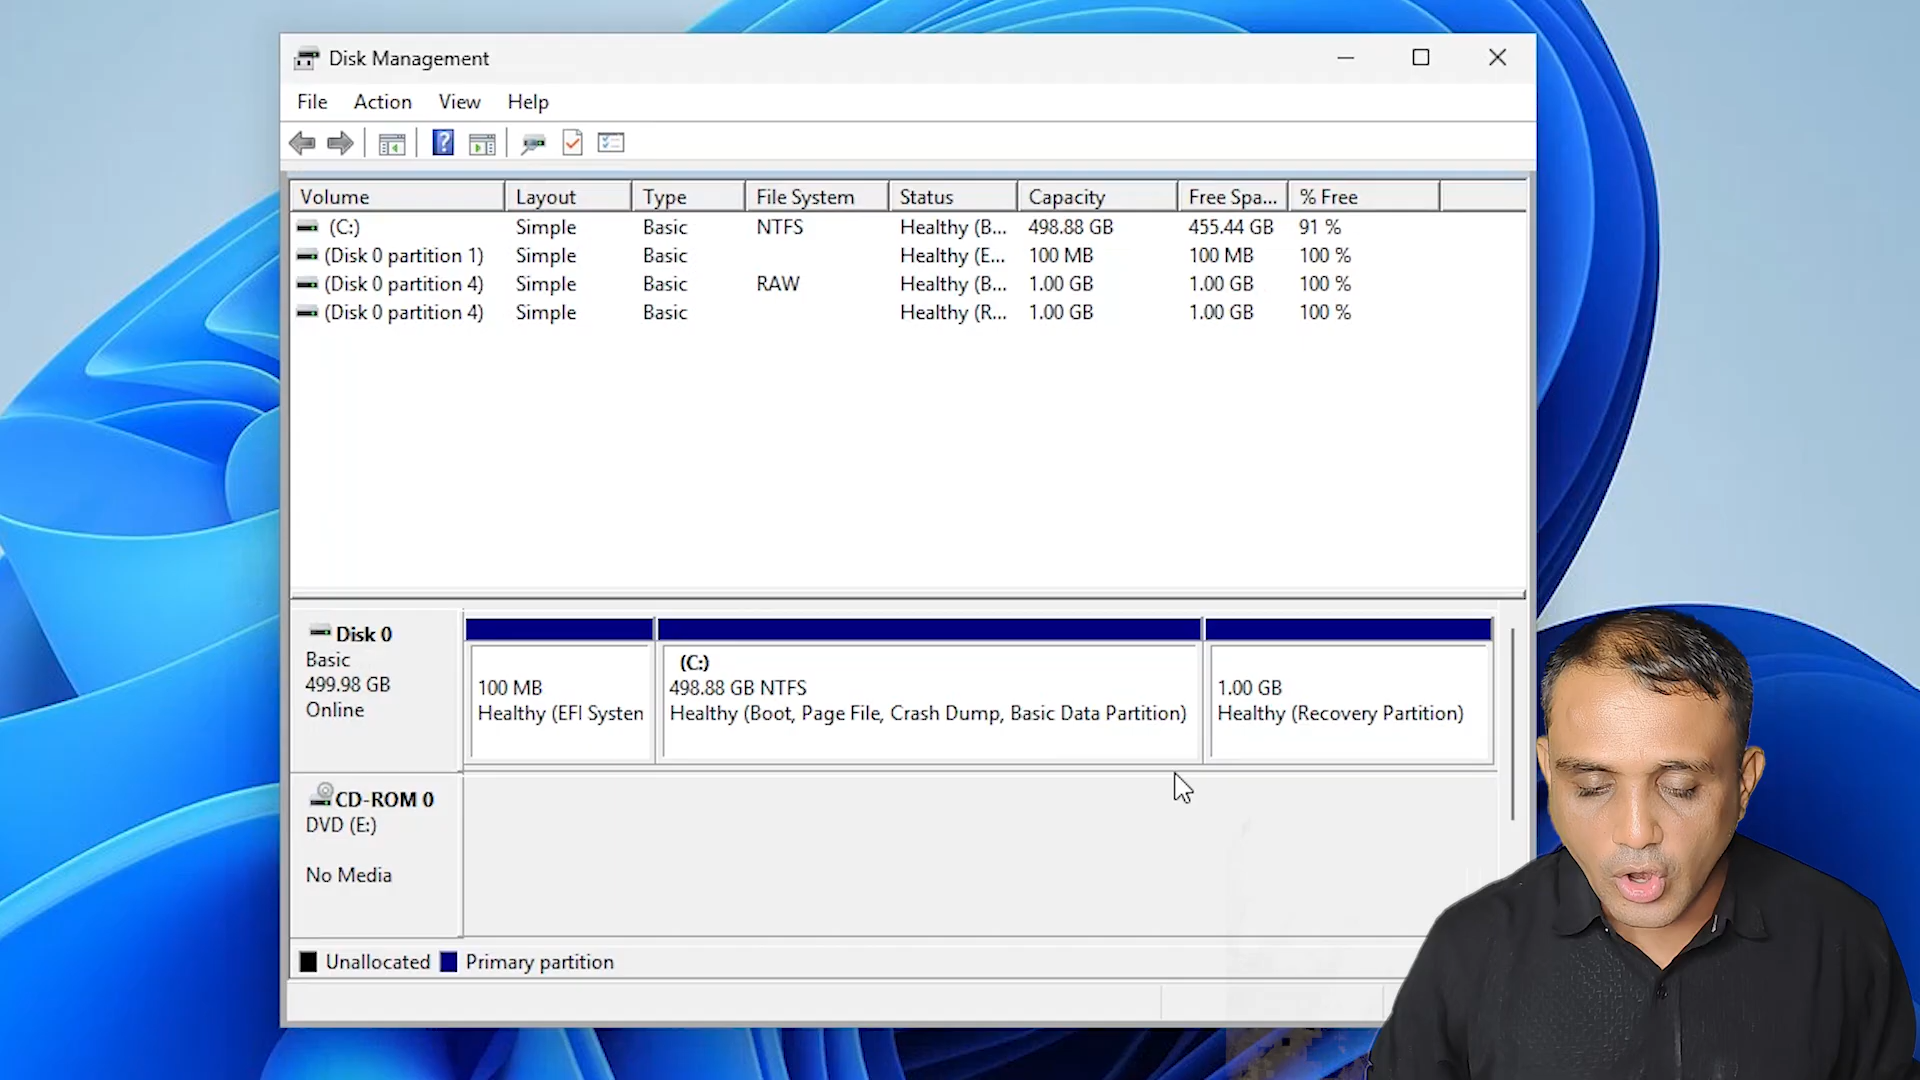 Disk Management
File Action View Help
Volume Layout Type File System Status Capacity Free Spa... % Free
(C:) Simple Basic NTFS Healthy (B... 498.88 GB 455.44 GB 91 %
(Disk 0 partition 1) Simple Basic Healthy (E... 100 MB 100 MB 100 %
(Disk 0 partition 4) Simple Basic RAW Healthy (B... 1.00 GB 1.00 GB 100 %
(Disk 0 partition 4) Simple Basic Healthy (R... 1.00 GB 1.00 GB 100 %
Disk 0
Basic
499.98 GB
Online
100 MB
Healthy (EFI Systen
(C:)
498.88 GB NTFS
Healthy (Boot, Page File, Crash Dump, Basic Data Partition)
1.00 GB
Healthy (Recovery Partition)
CD-ROM 0
DVD (E:)
No Media
Unallocated Primary partition